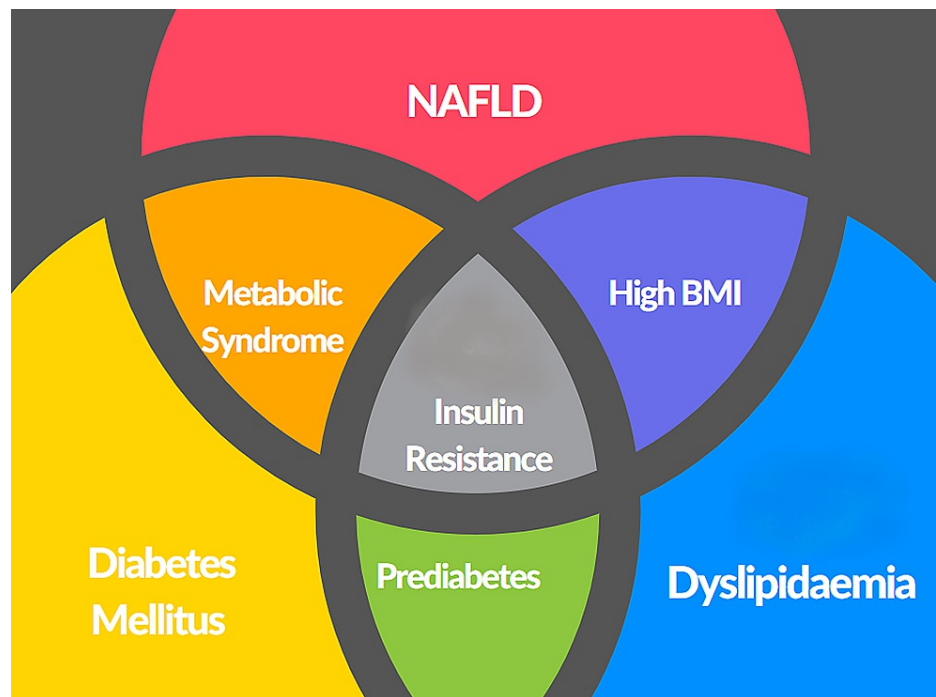 NAFLD
Metabolic
Syndrome
High BMI
Insulin
Resistance
Diabetes
Mellitus
Prediabetes
Dyslipidaemia